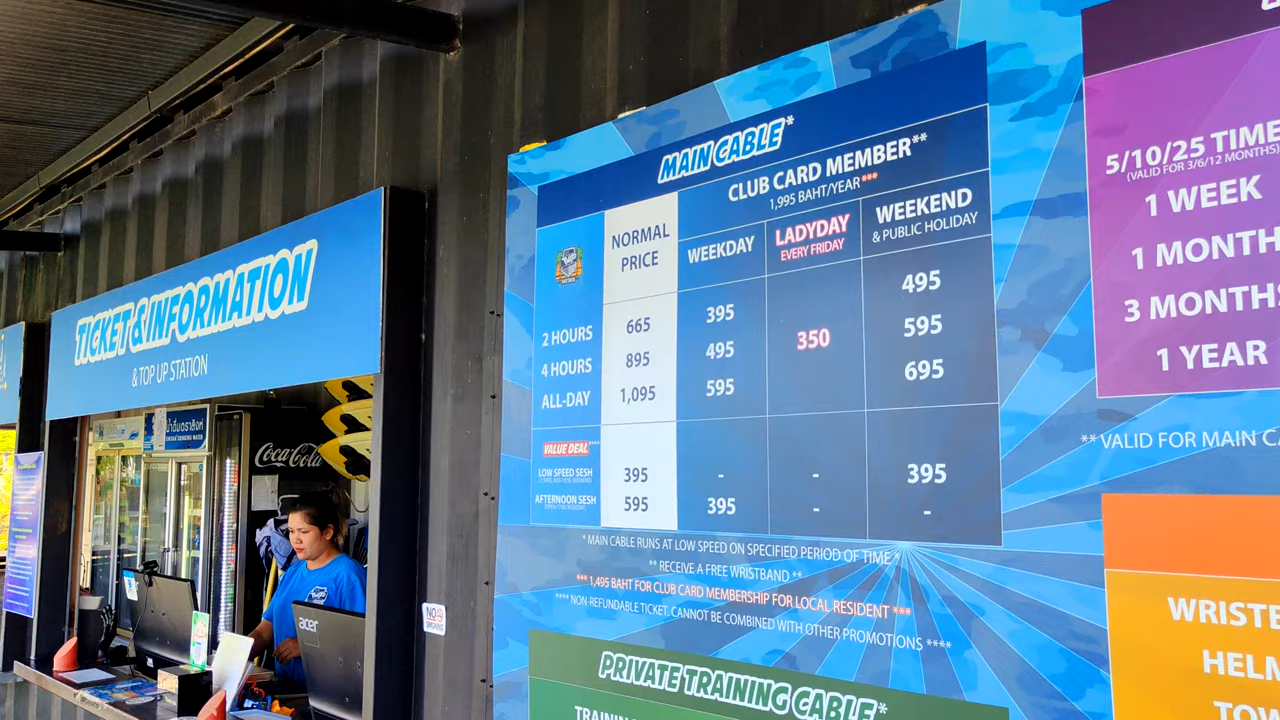 TICKET & INFORMATION
& TOP UP STATION
Coca-Cola
acer
NO
SMOKING
MAIN CABLE*
CLUB CARD MEMBER**
1,995 BAHT/YEAR***
NORMAL PRICE
WEEKDAY
LADYDAY
EVERY FRIDAY
WEEKEND
& PUBLIC HOLIDAY
2 HOURS 665 395 495
4 HOURS 895 495 350 595
ALL-DAY 1,095 595 695
VALUE DEAL****
LOW SPEED SESH 395 - - 395
AFTERNOON SESH 595 395 - -
* MAIN CABLE RUNS AT LOW SPEED ON SPECIFIED PERIOD OF TIME *
** RECEIVE A FREE WRISTBAND **
*** 1,495 BAHT FOR CLUB CARD MEMBERSHIP FOR LOCAL RESIDENT ***
**** NON-REFUNDABLE TICKET. CANNOT BE COMBINED WITH OTHER PROMOTIONS ****
PRIVATE TRAINING CABLE*
5/10/25 TIME
(VALID FOR 3/6/12 MONTHS)
1 WEEK
1 MONTH
3 MONTHS
1 YEAR
** VALID FOR MAIN CA
WRISTB
HELM
TOW